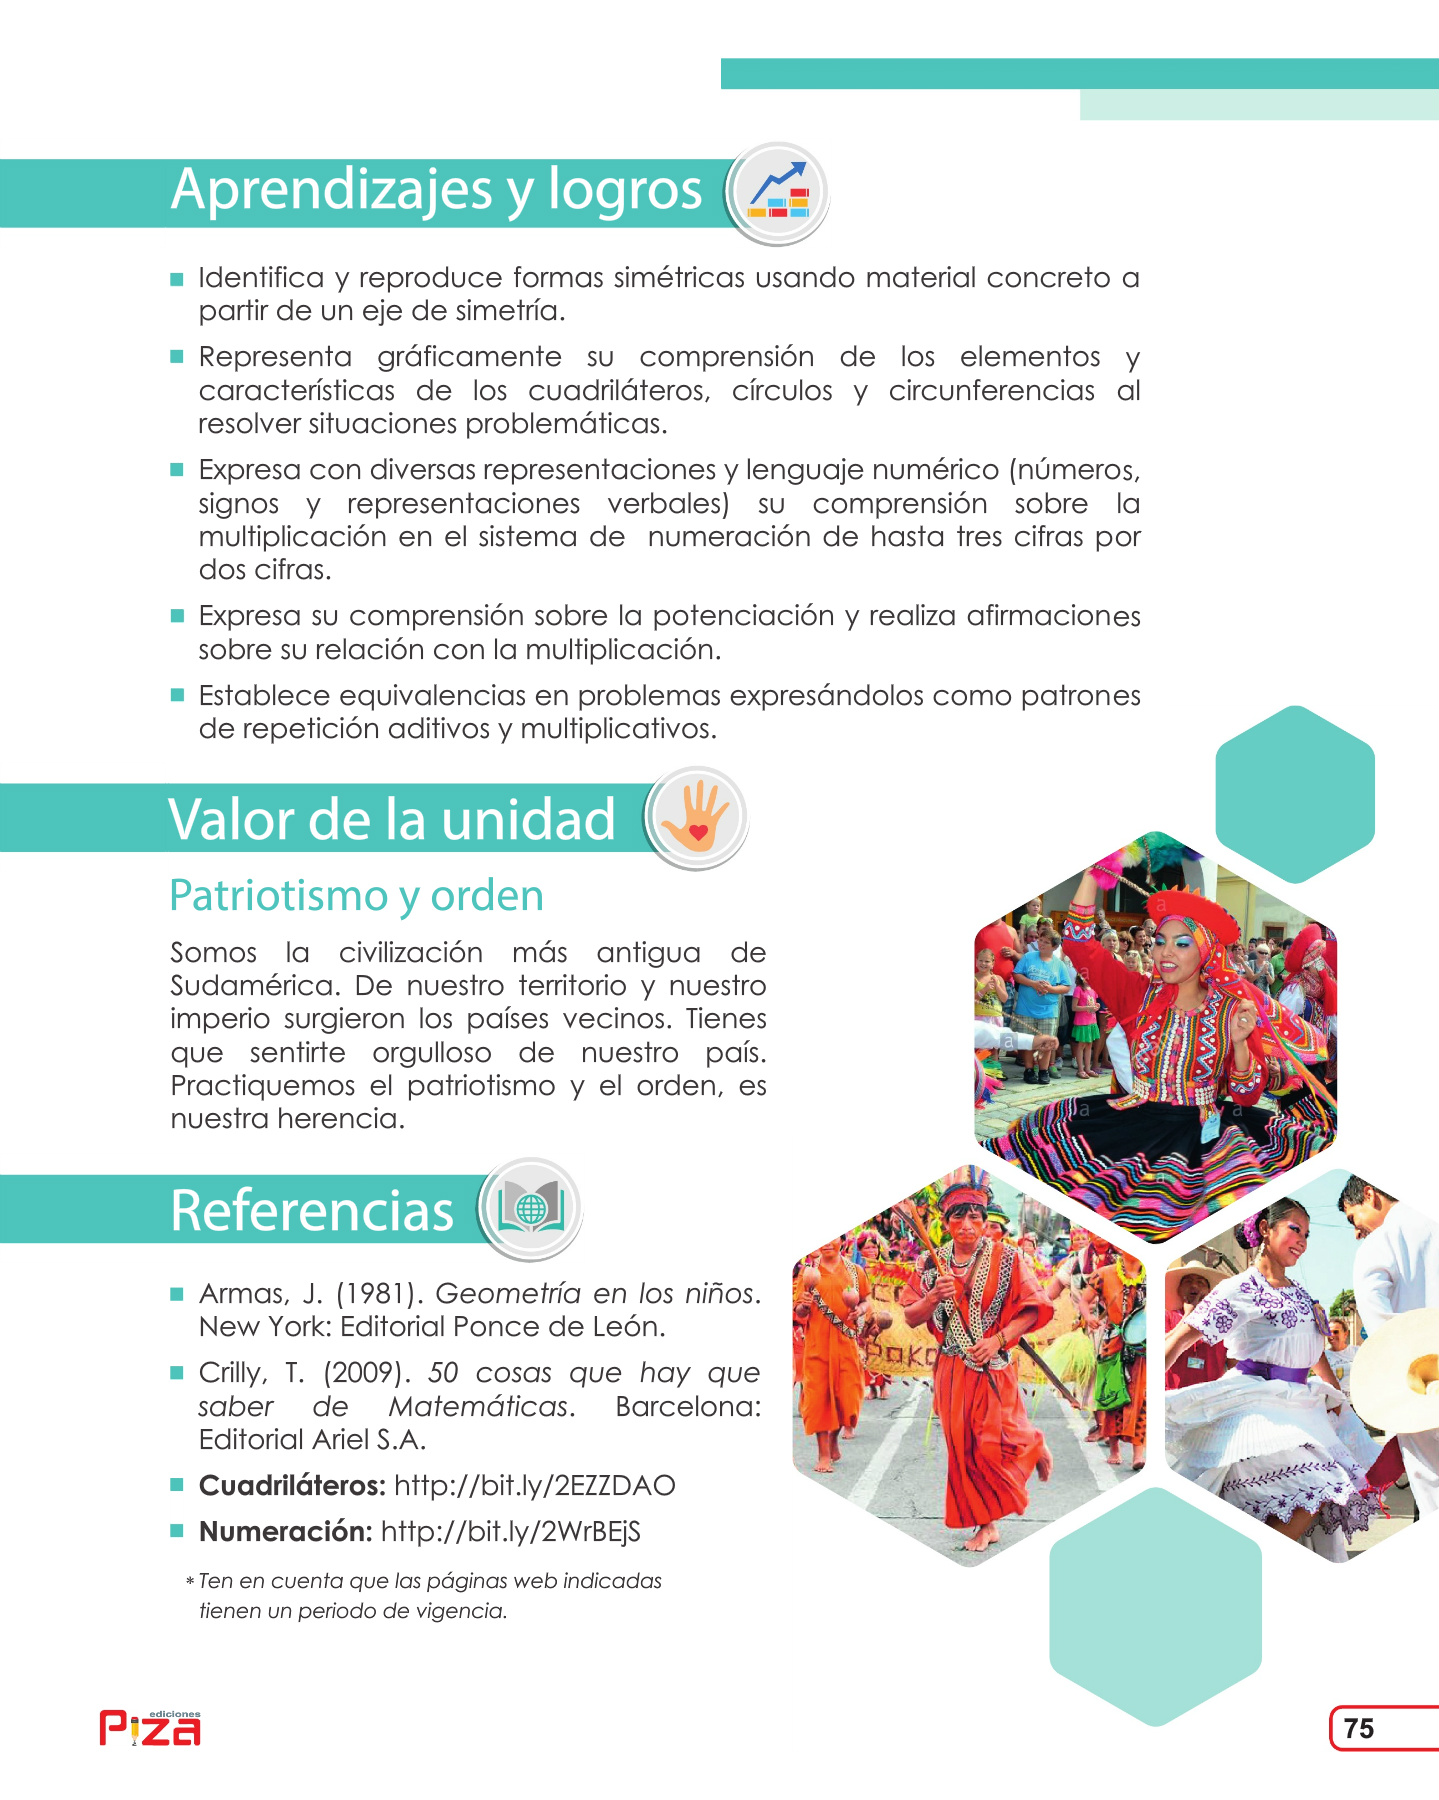 Aprendizajes y logros
Identifica y reproduce formas simétricas usando material concreto a
partir de un eje de simetría.
Representa gráficamente su comprensión de los elementos y
características de los cuadriláteros, círculos y circunferencias al
resolver situaciones problemáticas.
Expresa con diversas representaciones y lenguaje numérico (números,
signos y representaciones verbales) su comprensión sobre la
multiplicación en el sistema de numeración de hasta tres cifras por
dos cifras.
Expresa su comprensión sobre la potenciación y realiza afirmaciones
sobre su relación con la multiplicación.
Establece equivalencias en problemas expresándolos como patrones
de repetición aditivos y multiplicativos.
Valor de la unidad
Patriotismo y orden
Somos la civilización más antigua de
Sudamérica. De nuestro territorio y nuestro
imperio surgieron los países vecinos. Tienes
que sentirte orgulloso de nuestro país.
Practiquemos el patriotismo y el orden, es
nuestra herencia.
Referencias
Armas, J. (1981). Geometría en los niños.
New York: Editorial Ponce de León.
Crilly, T. (2009). 50 cosas que hay que
saber de Matemáticas. Barcelona:
Editorial Ariel S.A.
Cuadriláteros: http://bit.ly/2EZZDAO
Numeración: http://bit.ly/2WrBEjS
* Ten en cuenta que las páginas web indicadas
tienen un periodo de vigencia.
ediciones
Piza
75